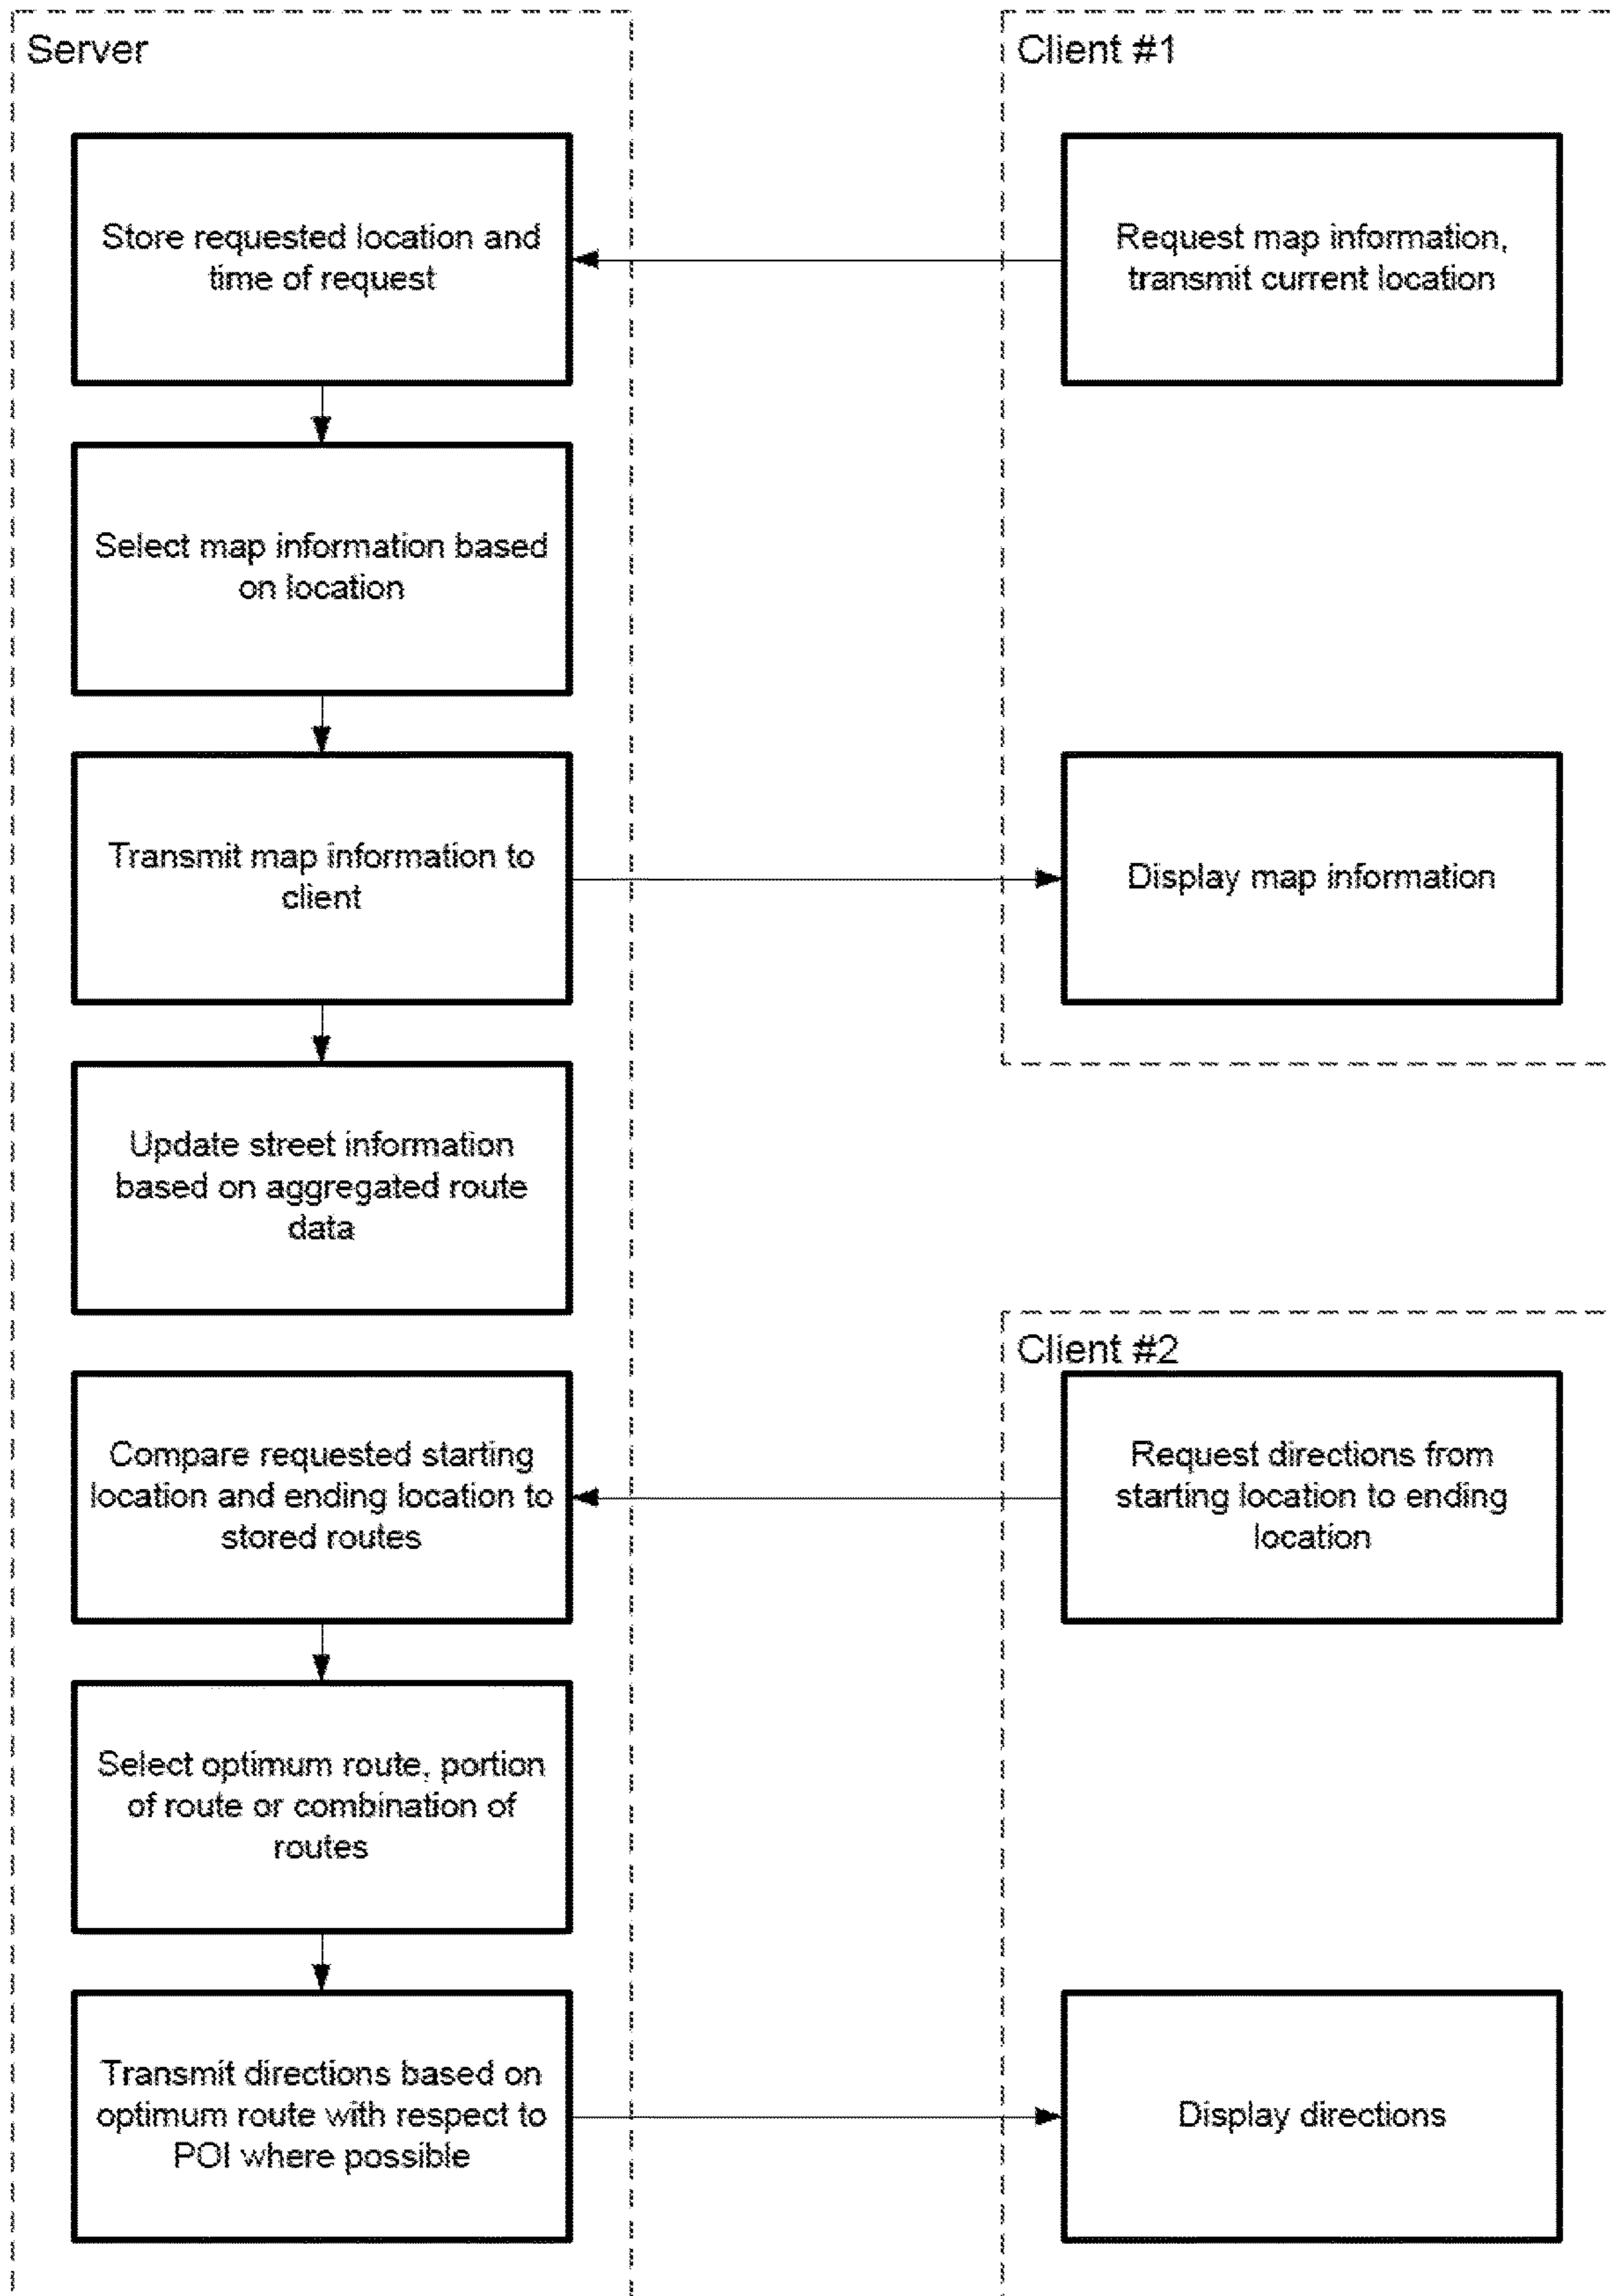 Server
Client #1
Store requested location and
time of request
Request map information,
transmit current location
Select map information based
on location
Transmit map information to
client
Display map information
Update street information
based on aggregated route
data
Client #2
Compare requested starting
location and ending location to
stored routes
Request directions from
starting location to ending
location
Select optimum route, portion
of route or combination of
routes
Transmit directions based on
optimum route with respect to
POI where possible
Display directions